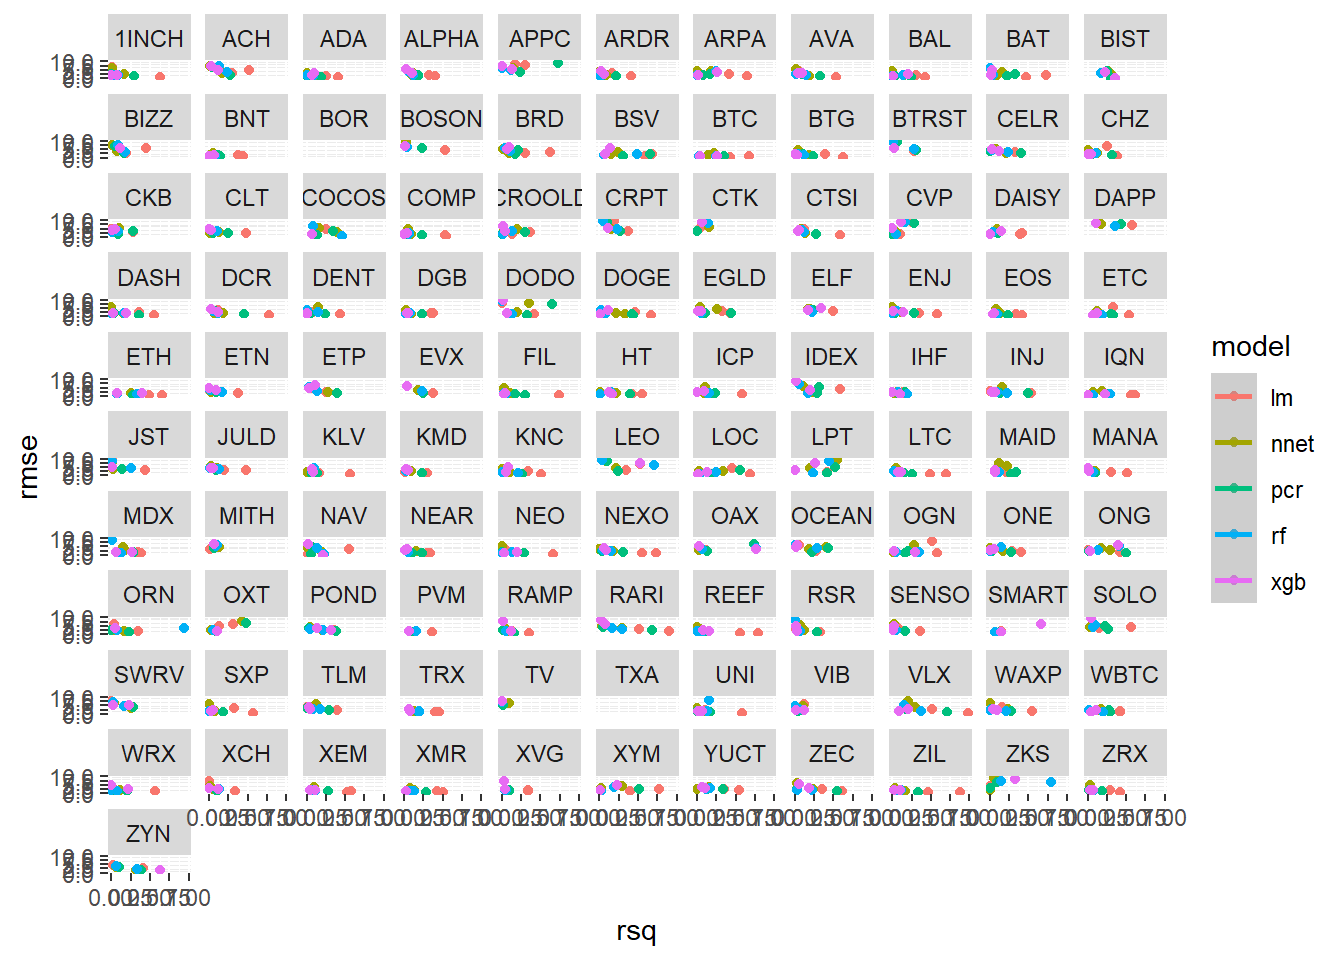 1INCH ACH ADA ALPHA APPC ARDR ARPA AVA BAL BAT BIST
BIZZ BNT BOR BOSON BRD BSV BTC BTG BTRST CELR CHZ
CKB CLT COCOS COMP CROOLD CRPT CTK CTSI CVP DAISY DAPP
DASH DCR DENT DGB DODO DOGE EGLD ELF ENJ EOS ETC
ETH ETN ETP EVX FIL HT ICP IDEX IHF INJ IQN
JST JULD KLV KMD KNC LEO LOC LPT LTC MAID MANA
MDX MITH NAV NEAR NEO NEXO OAX OCEAN OGN ONE ONG
ORN OXT POND PVM RAMP RARI REEF RSR SENSO SMART SOLO
SWRV SXP TLM TRX TV TXA UNI VIB VLX WAXP WBTC
WRX XCH XEM XMR XVG XYM YUCT ZEC ZIL ZKS ZRX
ZYN
rmse
rsq
model
lm
nnet
pcr
rf
xgb